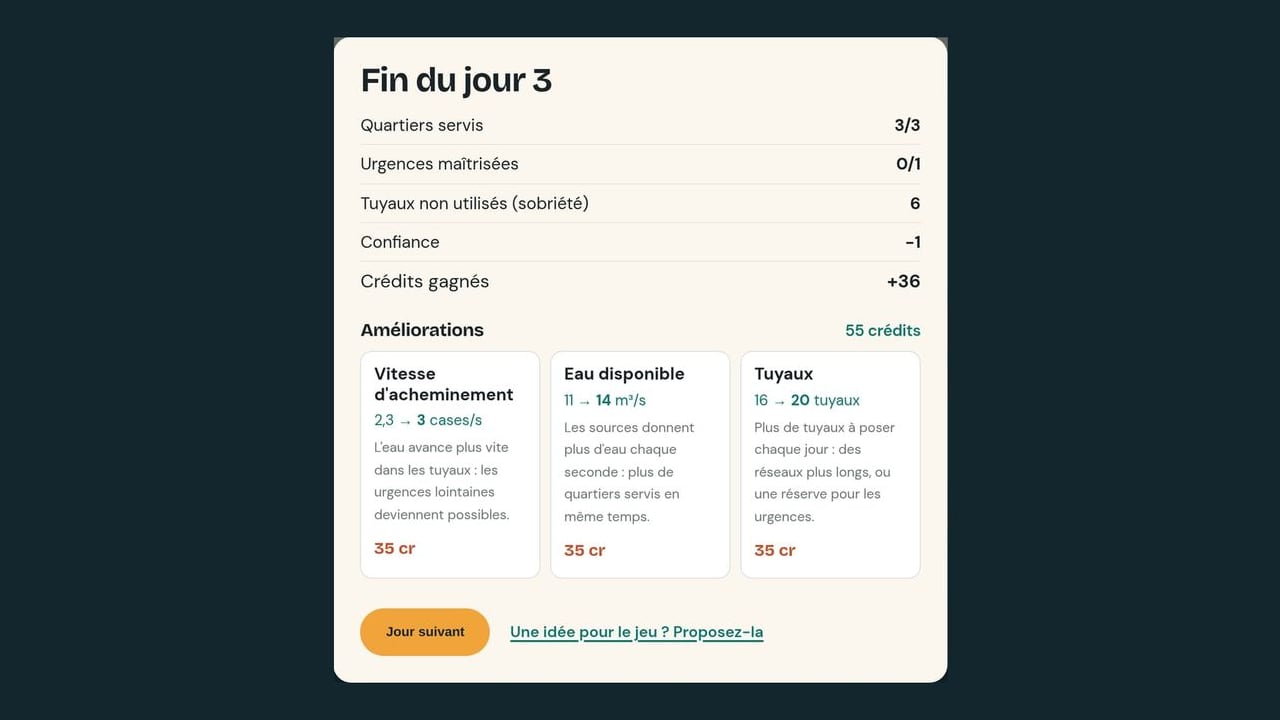 Fin du jour 3
Quartiers servis 3/3
Urgences maîtrisées 0/1
Tuyaux non utilisés (sobriété) 6
Confiance −1
Crédits gagnés +36
Améliorations 55 crédits
Vitesse
d'acheminement
2,3 → 3 cases/s
L'eau avance plus vite
dans les tuyaux : les
urgences lointaines
deviennent possibles.
35 cr
Eau disponible
11 → 14 m³/s
Les sources donnent
plus d'eau chaque
seconde : plus de
quartiers servis en
même temps.
35 cr
Tuyaux
16 → 20 tuyaux
Plus de tuyaux à poser
chaque jour : des
réseaux plus longs, ou
une réserve pour les
urgences.
35 cr
Jour suivant
Une idée pour le jeu ? Proposez-la